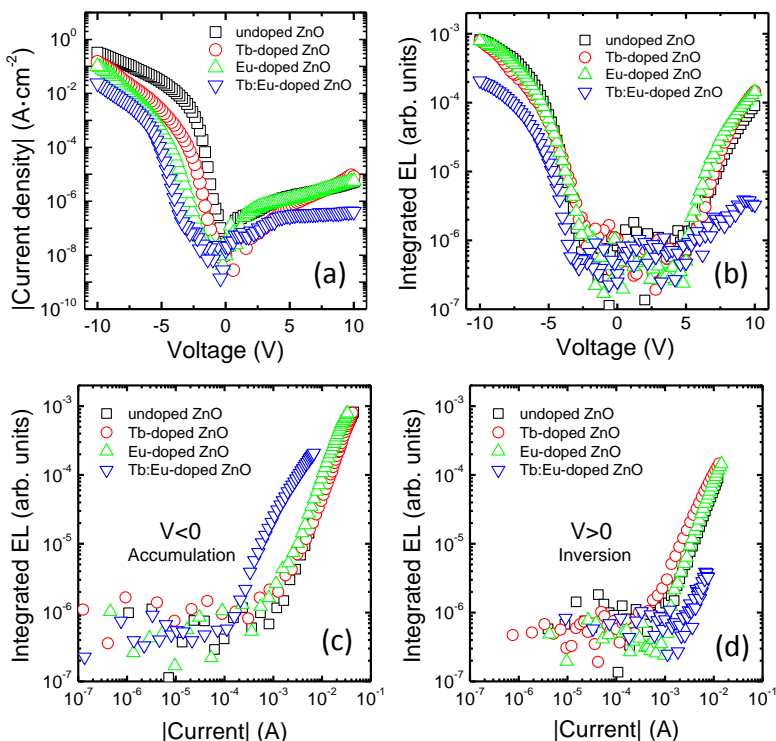 undoped ZnO
Tb-doped ZnO
Eu-doped ZnO
Tb:Eu-doped ZnO
10⁰
10⁻²
10⁻⁴
10⁻⁶
10⁻⁸
10⁻¹⁰
|Current density| (A·cm⁻²)
(a)
-10 -5 0 5 10
Voltage (V)
undoped ZnO
Tb-doped ZnO
Eu-doped ZnO
Tb:Eu-doped ZnO
10⁻³
10⁻⁴
10⁻⁵
10⁻⁶
10⁻⁷
Integrated EL (arb. units)
(b)
-10 -5 0 5 10
Voltage (V)
undoped ZnO
Tb-doped ZnO
Eu-doped ZnO
Tb:Eu-doped ZnO
10⁻³
10⁻⁴
10⁻⁵
10⁻⁶
10⁻⁷
Integrated EL (arb. units)
V<0
Accumulation
(c)
10⁻⁷ 10⁻⁶ 10⁻⁵ 10⁻⁴ 10⁻³ 10⁻² 10⁻¹
|Current| (A)
undoped ZnO
Tb-doped ZnO
Eu-doped ZnO
Tb:Eu-doped ZnO
10⁻³
10⁻⁴
10⁻⁵
10⁻⁶
10⁻⁷
Integrated EL (arb. units)
V>0
Inversion
(d)
10⁻⁷ 10⁻⁶ 10⁻⁵ 10⁻⁴ 10⁻³ 10⁻² 10⁻¹
|Current| (A)